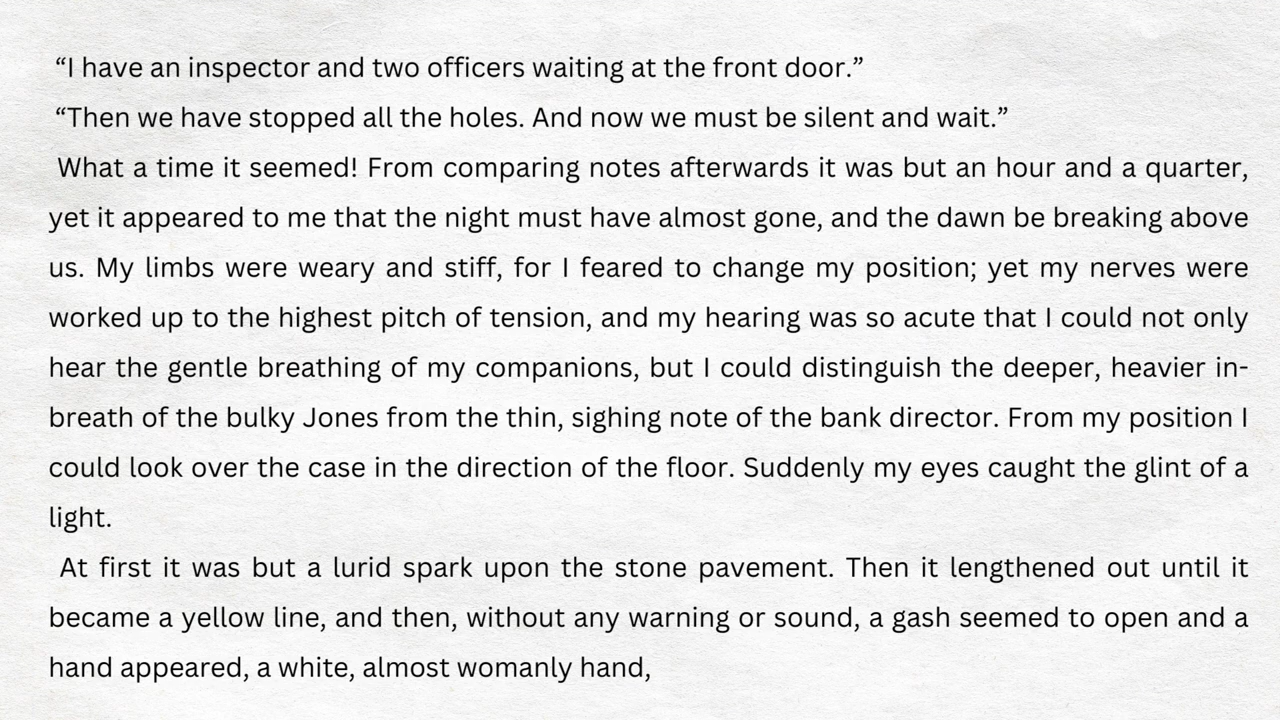 “I have an inspector and two officers waiting at the front door.”
“Then we have stopped all the holes. And now we must be silent and wait.”
What a time it seemed! From comparing notes afterwards it was but an hour and a quarter,
yet it appeared to me that the night must have almost gone, and the dawn be breaking above
us. My limbs were weary and stiff, for I feared to change my position; yet my nerves were
worked up to the highest pitch of tension, and my hearing was so acute that I could not only
hear the gentle breathing of my companions, but I could distinguish the deeper, heavier in-
breath of the bulky Jones from the thin, sighing note of the bank director. From my position I
could look over the case in the direction of the floor. Suddenly my eyes caught the glint of a
light.
At first it was but a lurid spark upon the stone pavement. Then it lengthened out until it
became a yellow line, and then, without any warning or sound, a gash seemed to open and a
hand appeared, a white, almost womanly hand,